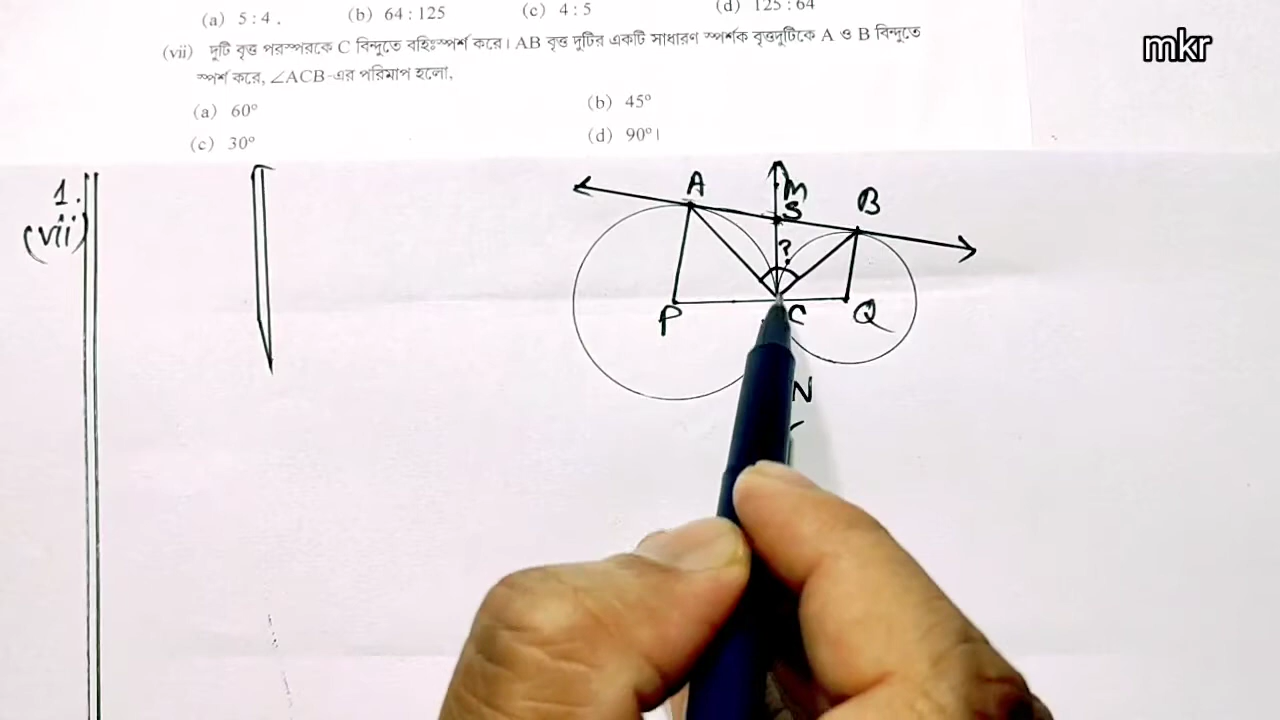 (a) 5 : 4 . (b) 64 : 125 (c) 4 : 5 (d) 125 : 64
(vii) দুটি বৃত্ত পরস্পরকে C বিন্দুতে বহিঃস্পর্শ করে। AB বৃত্ত দুটির একটি সাধারণ স্পর্শক বৃত্তদুটিকে A ও B বিন্দুতে
স্পর্শ করে, ∠ACB-এর পরিমাপ হলো,
(a) 60° (b) 45°
(c) 30° (d) 90°।
mkr
1.
(vii)
A M
S B
?
P C Q
N